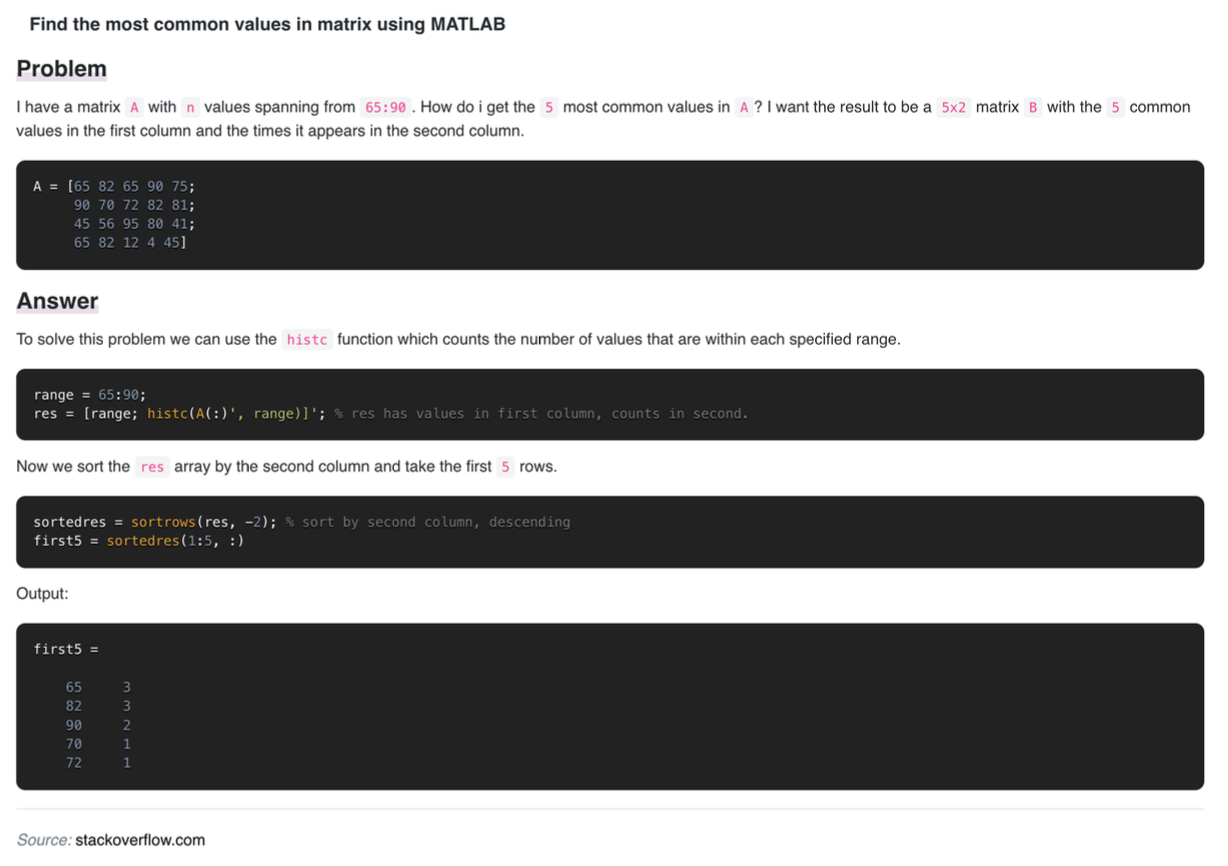 Find the most common values in matrix using MATLAB
Problem
I have a matrix A with n values spanning from 65:90. How do i get the 5 most common values in A? I want the result to be a 5x2 matrix B with the 5 common
values in the first column and the times it appears in the second column.
A = [65 82 65 90 75;
     90 70 72 82 81;
     45 56 95 80 41;
     65 82 12 4 45]
Answer
To solve this problem we can use the histc function which counts the number of values that are within each specified range.
range = 65:90;
res = [range; histc(A(:)', range)]'; % res has values in first column, counts in second.
Now we sort the res array by the second column and take the first 5 rows.
sortedres = sortrows(res, -2); % sort by second column, descending
first5 = sortedres(1:5, :)
Output:
first5 =
    65     3
    82     3
    90     2
    70     1
    72     1
Source: stackoverflow.com